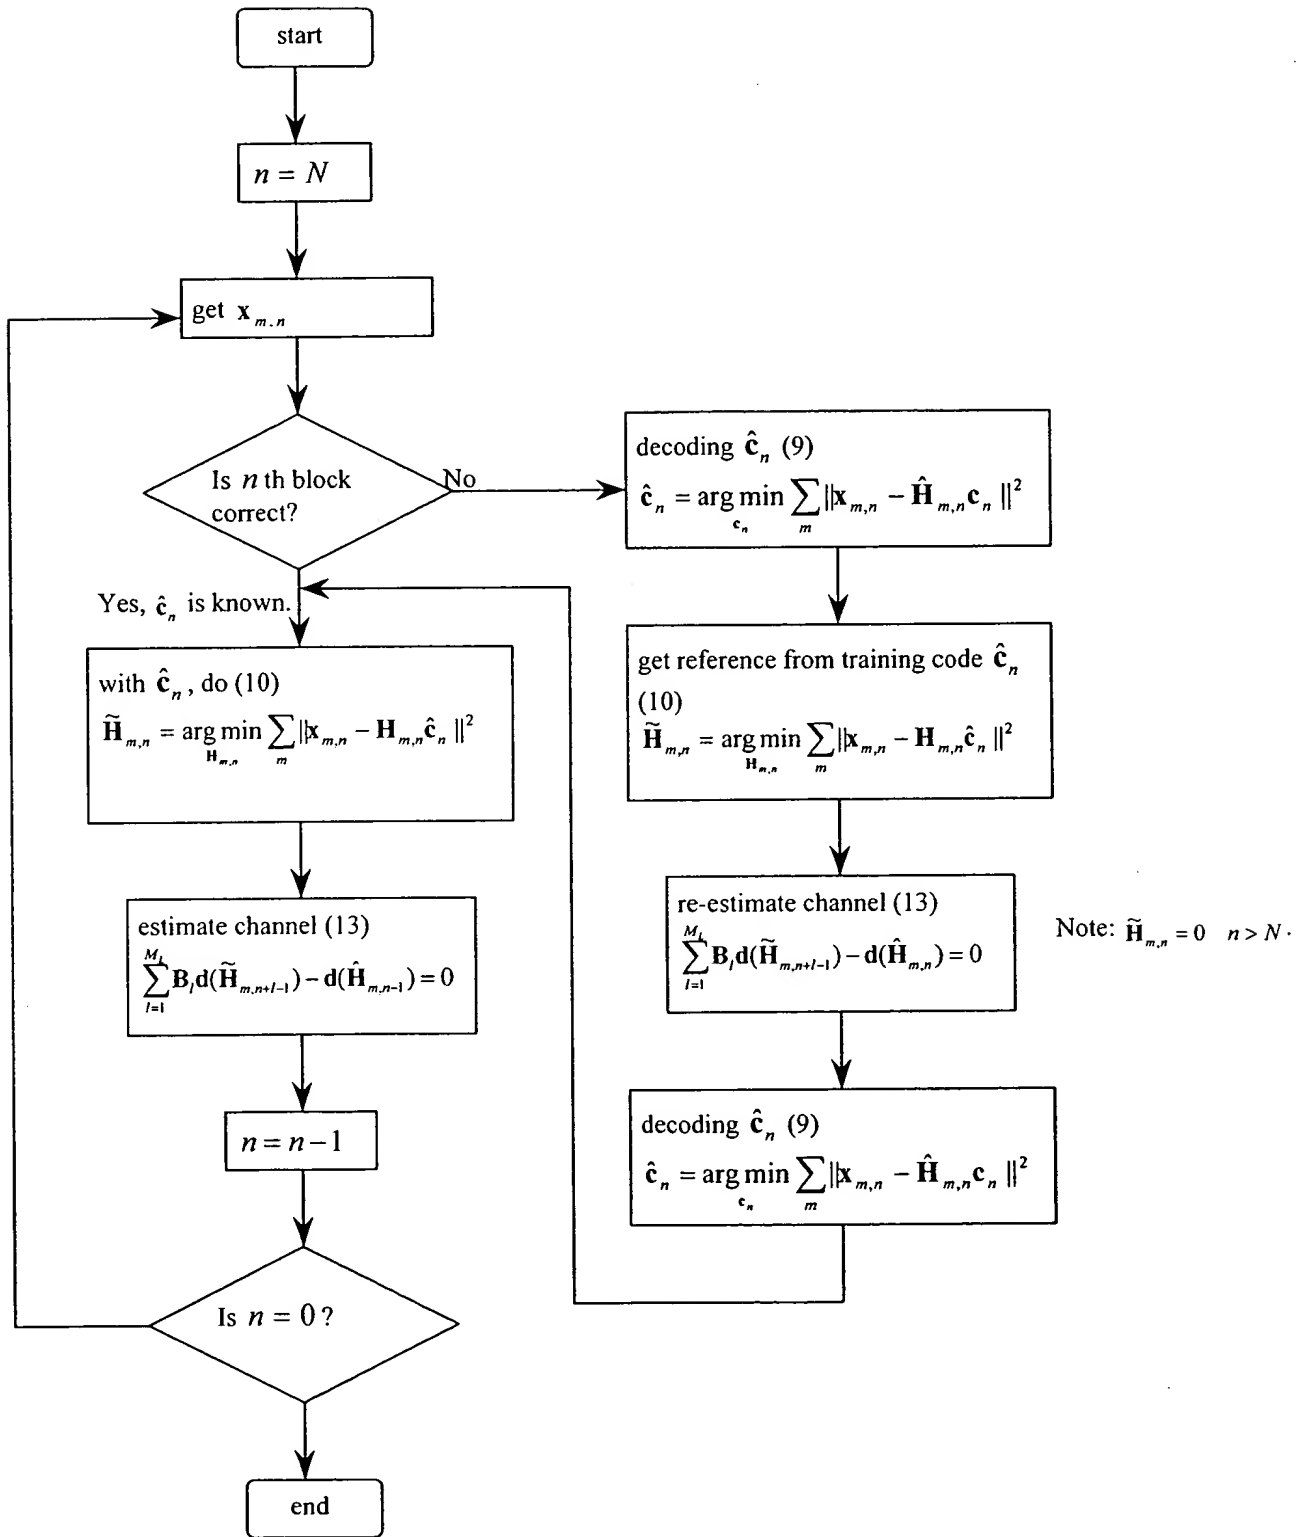 start
n = N
get x_{m,n}
Is n th block
correct?
No
Yes, ĉ_n is known.
with ĉ_n, do (10)
H̃_{m,n} = arg min_{H_{m,n}} ∑_m ||x_{m,n} − H_{m,n} ĉ_n ||²
estimate channel (13)
∑_{l=1}^{M_L} B_l d(H̃_{m,n+l−1}) − d(Ĥ_{m,n−1}) = 0
n = n − 1
Is n = 0 ?
end
decoding ĉ_n (9)
ĉ_n = arg min_{c_n} ∑_m ||x_{m,n} − Ĥ_{m,n} c_n ||²
get reference from training code ĉ_n
(10)
H̃_{m,n} = arg min_{H_{m,n}} ∑_m ||x_{m,n} − H_{m,n} ĉ_n ||²
re-estimate channel (13)
∑_{l=1}^{M_L} B_l d(H̃_{m,n+l−1}) − d(Ĥ_{m,n}) = 0
Note: H̃_{m,n} = 0 n > N .
decoding ĉ_n (9)
ĉ_n = arg min_{c_n} ∑_m ||x_{m,n} − Ĥ_{m,n} c_n ||²